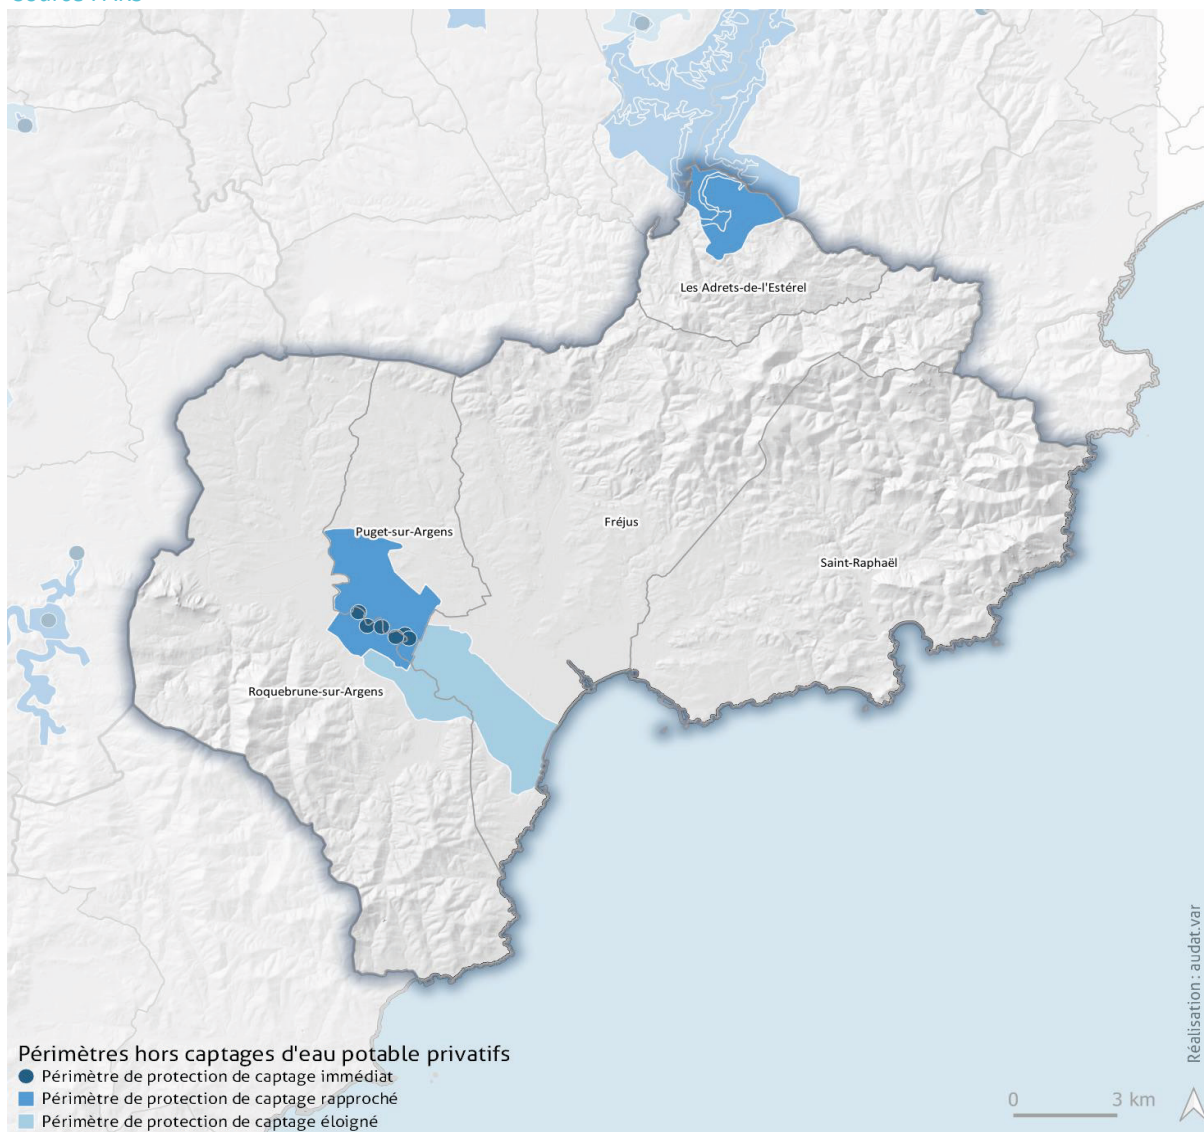 Les Adrets-de-l'Estérel
Puget-sur-Argens
Fréjus
Saint-Raphaël
Roquebrune-sur-Argens
Réalisation : audat.var
Périmètres hors captages d'eau potable privatifs
Périmètre de protection de captage immédiat
Périmètre de protection de captage rapproché
Périmètre de protection de captage éloigné
0 3 km